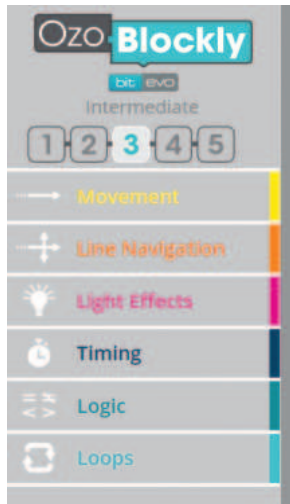 Ozo Blockly
bit evo
Intermediate
1 2 3 4 5
Movement
Line Navigation
Light Effects
Timing
Logic
Loops